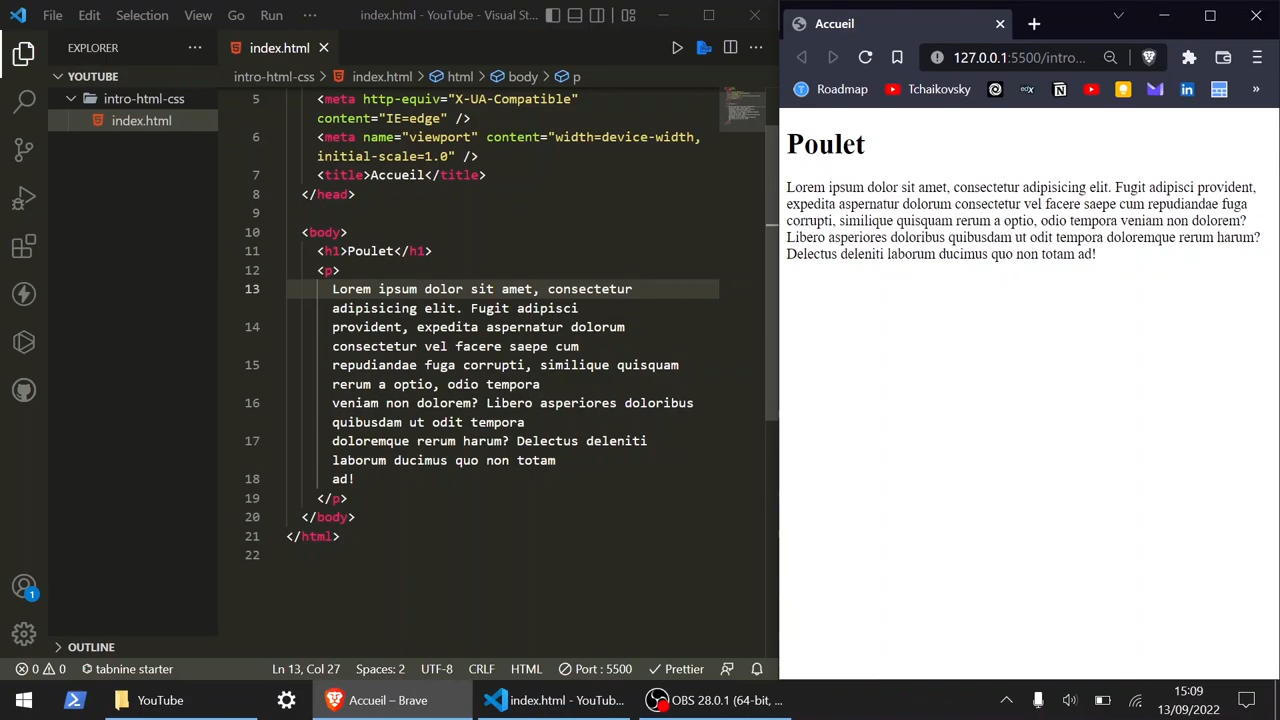 File Edit Selection View Go Run ··· index.html - YouTube - Visual St...
EXPLORER ···
YOUTUBE
intro-html-css
index.html
OUTLINE
index.html
intro-html-css > index.html > html > body > p
5 <meta http-equiv="X-UA-Compatible"
content="IE=edge" />
6 <meta name="viewport" content="width=device-width,
initial-scale=1.0" />
7 <title>Accueil</title>
8 </head>
9
10 <body>
11 <h1>Poulet</h1>
12 <p>
13 Lorem ipsum dolor sit amet, consectetur
adipisicing elit. Fugit adipisci
14 provident, expedita aspernatur dolorum
consectetur vel facere saepe cum
15 repudiandae fuga corrupti, similique quisquam
rerum a optio, odio tempora
16 veniam non dolorem? Libero asperiores doloribus
quibusdam ut odit tempora
17 doloremque rerum harum? Delectus deleniti
laborum ducimus quo non totam
18 ad!
19 </p>
20 </body>
21 </html>
22
1
0 0 tabnine starter Ln 13, Col 27 Spaces: 2 UTF-8 CRLF HTML Port : 5500 Prettier
Accueil
127.0.0.1:5500/intro...
Roadmap Tchaikovsky »
Poulet
Lorem ipsum dolor sit amet, consectetur adipisicing elit. Fugit adipisci provident,
expedita aspernatur dolorum consectetur vel facere saepe cum repudiandae fuga
corrupti, similique quisquam rerum a optio, odio tempora veniam non dolorem?
Libero asperiores doloribus quibusdam ut odit tempora doloremque rerum harum?
Delectus deleniti laborum ducimus quo non totam ad!
YouTube Accueil – Brave index.html - YouTub... OBS 28.0.1 (64-bit, ...
15:09
13/09/2022